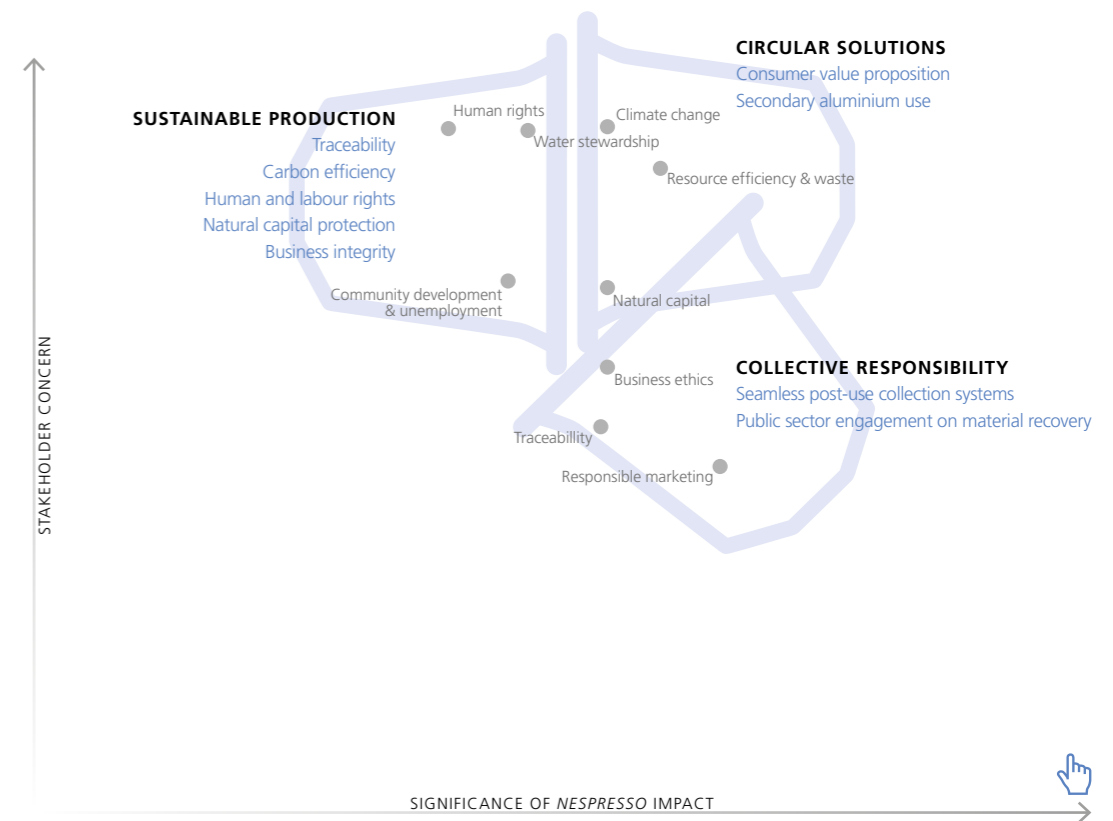 CIRCULAR SOLUTIONS
Consumer value proposition
Secondary aluminium use
SUSTAINABLE PRODUCTION
Traceability
Carbon efficiency
Human and labour rights
Natural capital protection
Business integrity
Human rights
Water stewardship
Climate change
Resource efficiency & waste
Community development
& unemployment
Natural capital
Business ethics
Traceabillity
Responsible marketing
COLLECTIVE RESPONSIBILITY
Seamless post-use collection systems
Public sector engagement on material recovery
STAKEHOLDER CONCERN
SIGNIFICANCE OF NESPRESSO IMPACT